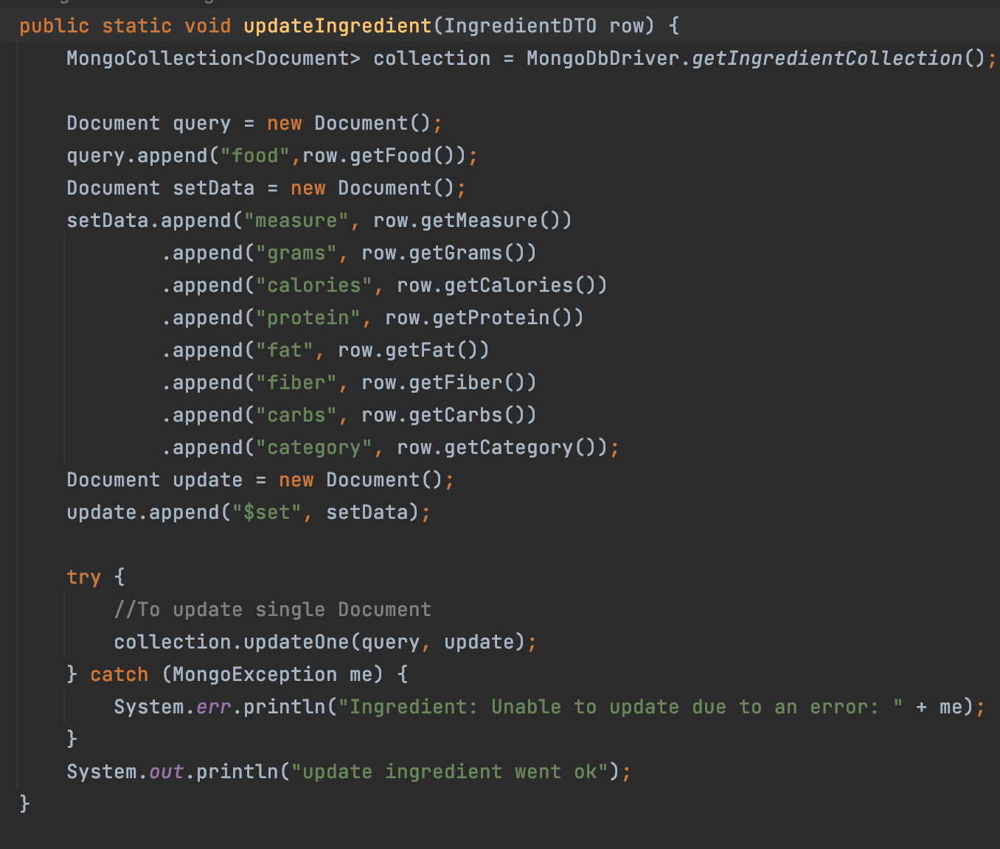 public static void updateIngredient(IngredientDTO row) {
    MongoCollection<Document> collection = MongoDbDriver.getIngredientCollection();

    Document query = new Document();
    query.append("food",row.getFood());
    Document setData = new Document();
    setData.append("measure", row.getMeasure())
            .append("grams", row.getGrams())
            .append("calories", row.getCalories())
            .append("protein", row.getProtein())
            .append("fat", row.getFat())
            .append("fiber", row.getFiber())
            .append("carbs", row.getCarbs())
            .append("category", row.getCategory());
    Document update = new Document();
    update.append("$set", setData);

    try {
        //To update single Document
        collection.updateOne(query, update);
    } catch (MongoException me) {
        System.err.println("Ingredient: Unable to update due to an error: " + me);
    }
    System.out.println("update ingredient went ok");
}